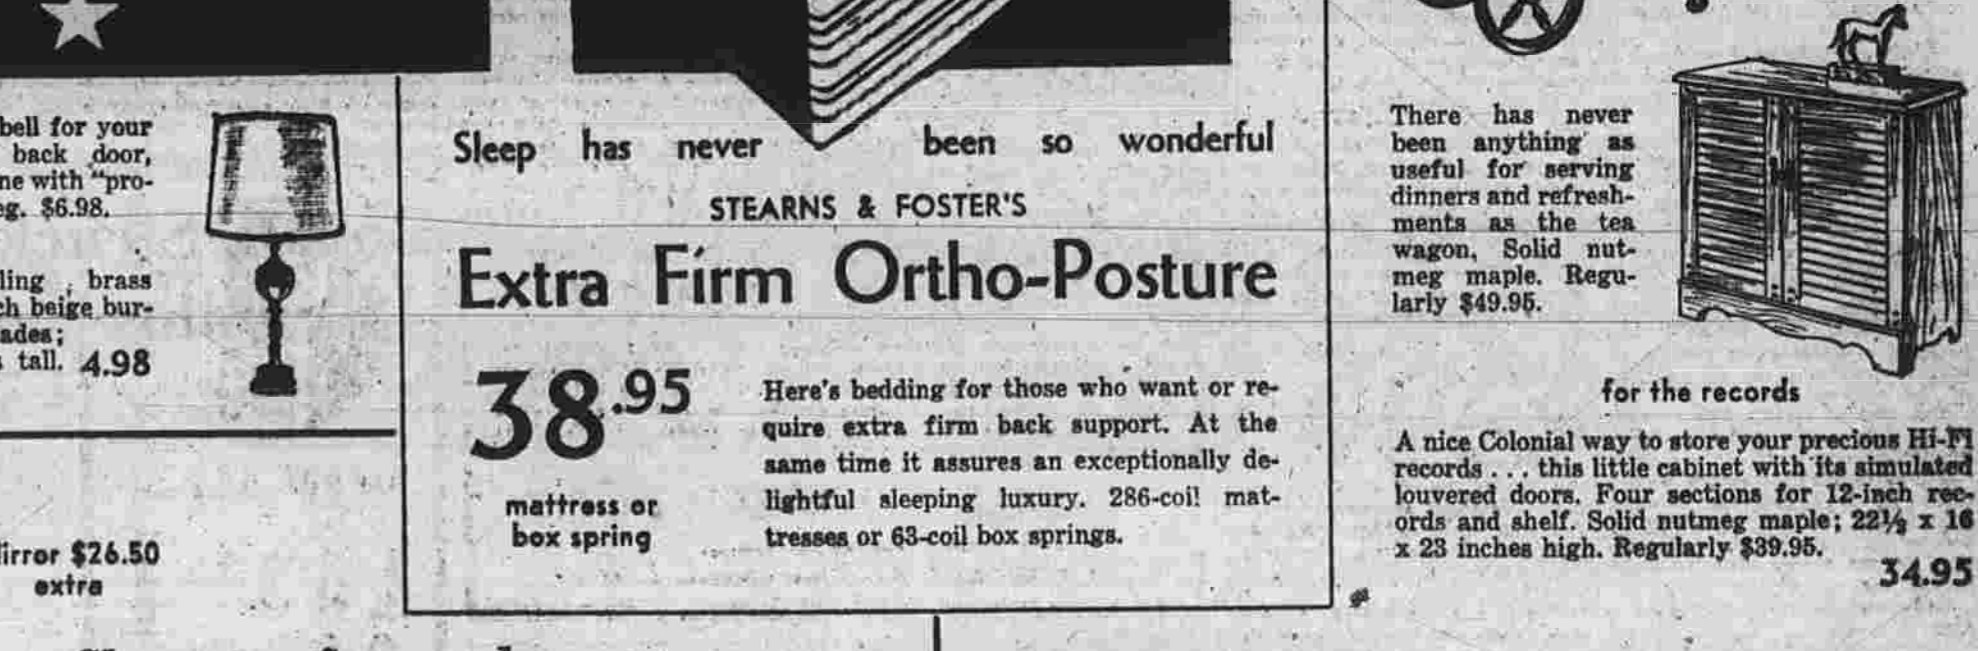 bell for your
back door,
ne with "pro-
eg. $6.98.
ling brass
ch beige bur-
ades;
tall. 4.98
irror $26.50
extra
Sleep has never been so wonderful
STEARNS & FOSTER'S
Extra Firm Ortho-Posture
38.95
mattress or
box spring
Here's bedding for those who want or re-
quire extra firm back support. At the
same time it assures an exceptionally de-
lightful sleeping luxury. 286-coil mat-
tresses or 63-coil box springs.
There has never
been anything as
useful for serving
dinners and refresh-
ments as the tea
wagon. Solid nut-
meg maple. Regu-
larly $49.95.
for the records
A nice Colonial way to store your precious Hi-Fi
records . . . this little cabinet with its simulated
louvered doors. Four sections for 12-inch rec-
ords and shelf. Solid nutmeg maple; 22½ x 16
x 23 inches high. Regularly $39.95.
34.95